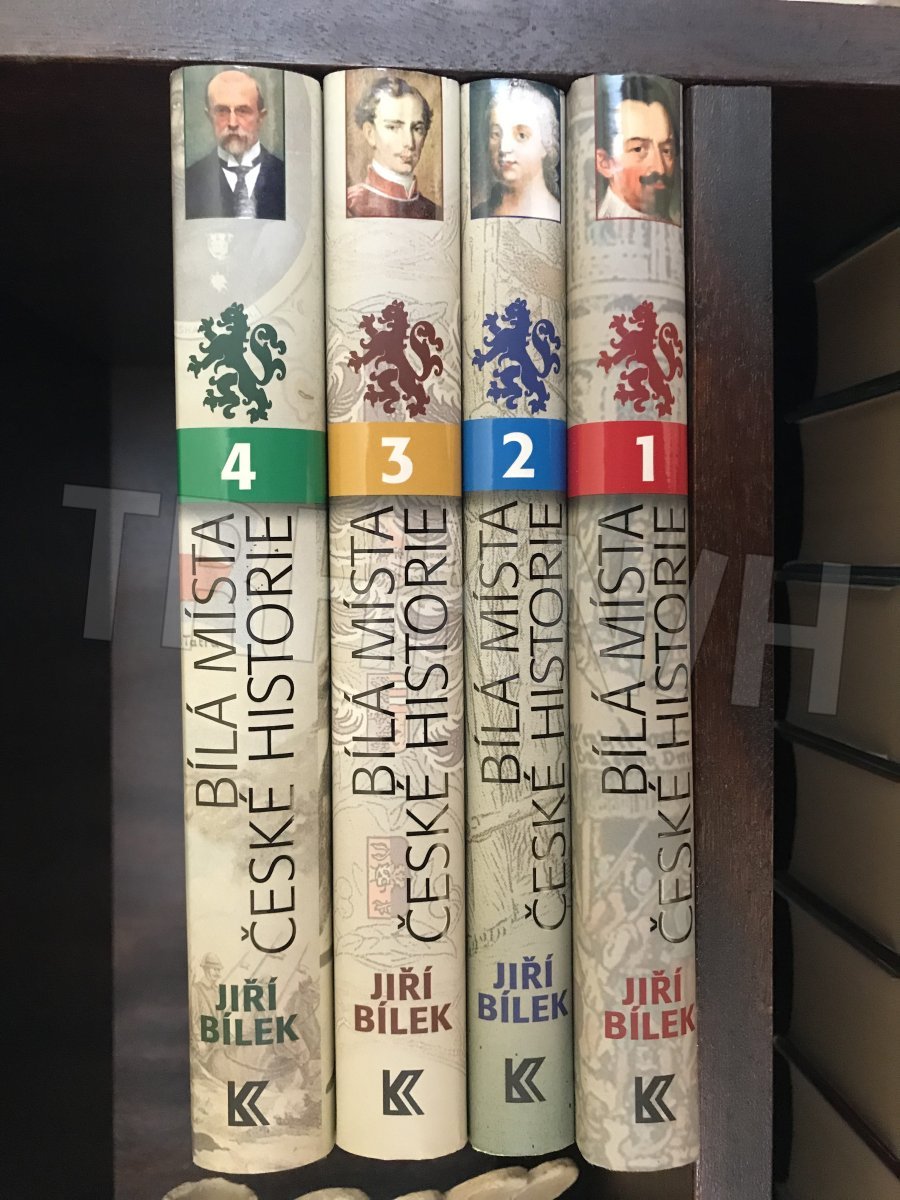 4
BÍLÁ MÍSTA
ČESKÉ HISTORIE
JIŘÍ
BÍLEK
3
BÍLÁ MÍSTA
ČESKÉ HISTORIE
JIŘÍ
BÍLEK
2
BÍLÁ MÍSTA
ČESKÉ HISTORIE
JIŘÍ
BÍLEK
1
BÍLÁ MÍSTA
ČESKÉ HISTORIE
JIŘÍ
BÍLEK